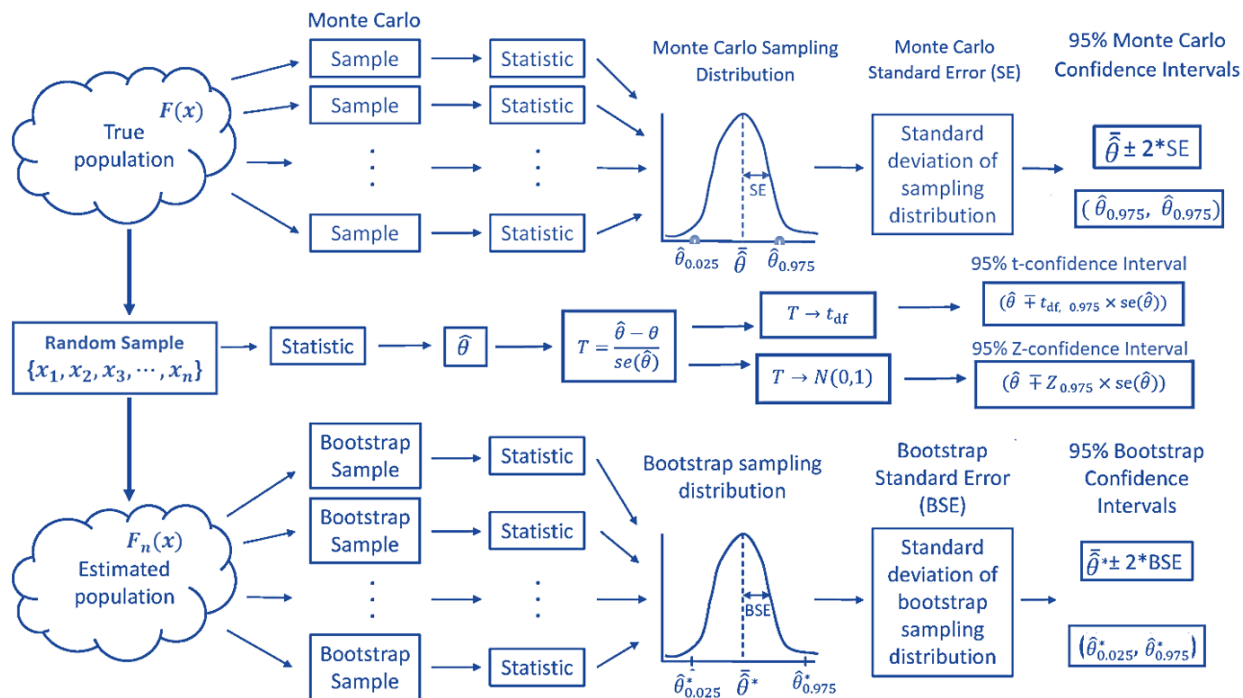 Monte Carlo
Sample
Statistic
F(x)
True
population
Sample
Statistic
⋮
⋮
Sample
Statistic
Monte Carlo Sampling
Distribution
SE
θ̂0.025
θ̂̄
θ̂0.975
Monte Carlo
Standard Error (SE)
Standard
deviation of
sampling
distribution
95% Monte Carlo
Confidence Intervals
θ̂̄ ± 2*SE
(θ̂0.975, θ̂0.975)
Random Sample
{x1, x2, x3, ⋯, xn}
Statistic
θ̂
T = (θ̂ − θ)/se(θ̂)
T → tdf
T → N(0,1)
95% t-confidence Interval
(θ̂ ∓ tdf, 0.975 × se(θ̂))
95% Z-confidence Interval
(θ̂ ∓ Z0.975 × se(θ̂))
Fn(x)
Estimated
population
Bootstrap
Sample
Statistic
Bootstrap
Sample
Statistic
⋮
⋮
Bootstrap
Sample
Statistic
Bootstrap sampling
distribution
BSE
θ̂*0.025
θ̂̄*
θ̂*0.975
Bootstrap
Standard Error
(BSE)
Standard
deviation of
bootstrap
sampling
distribution
95% Bootstrap
Confidence
Intervals
θ̂̄* ± 2*BSE
(θ̂*0.025, θ̂*0.975)